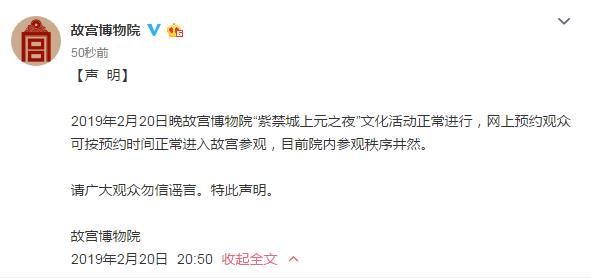 故宫博物院
50秒前
【声 明】
2019年2月20日晚故宫博物院“紫禁城上元之夜”文化活动正常进行，网上预约观众
可按预约时间正常进入故宫参观，目前院内参观秩序井然。
请广大观众勿信谣言。特此声明。
故宫博物院
2019年2月20日 20:50 收起全文